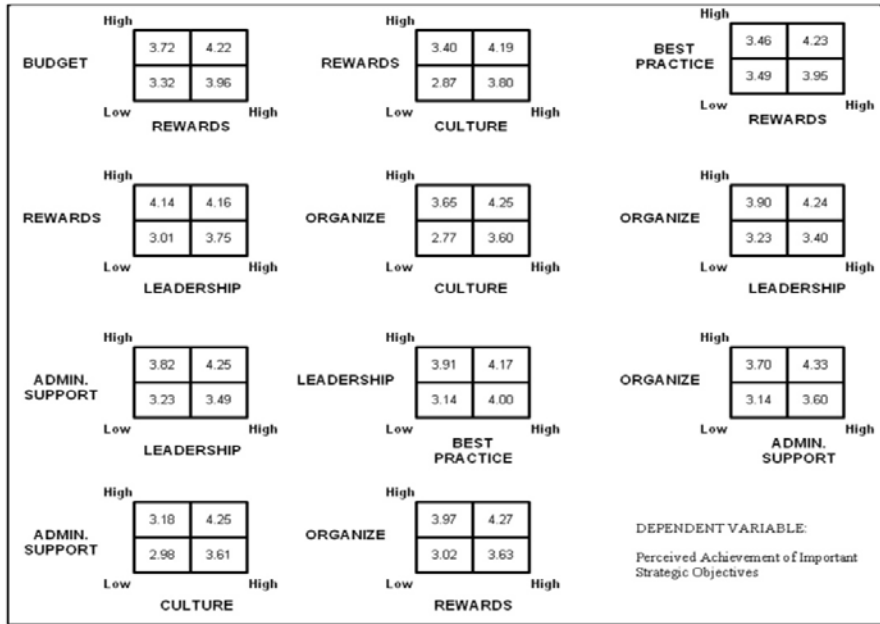 High
High
High
BUDGET
3.72 4.22
3.32 3.96
REWARDS
3.40 4.19
2.87 3.80
BEST
PRACTICE
3.46 4.23
3.49 3.95
Low High
REWARDS
Low High
CULTURE
Low High
REWARDS
High
High
High
REWARDS
4.14 4.16
3.01 3.75
ORGANIZE
3.65 4.25
2.77 3.60
ORGANIZE
3.90 4.24
3.23 3.40
Low High
LEADERSHIP
Low High
CULTURE
Low High
LEADERSHIP
High
High
High
ADMIN.
SUPPORT
3.82 4.25
3.23 3.49
LEADERSHIP
3.91 4.17
3.14 4.00
ORGANIZE
3.70 4.33
3.14 3.60
Low High
LEADERSHIP
Low High
BEST
PRACTICE
Low High
ADMIN.
SUPPORT
High
High
ADMIN.
SUPPORT
3.18 4.25
2.98 3.61
ORGANIZE
3.97 4.27
3.02 3.63
Low High
CULTURE
Low High
REWARDS
DEPENDENT VARIABLE:
Perceived Achievement of Important
Strategic Objectives